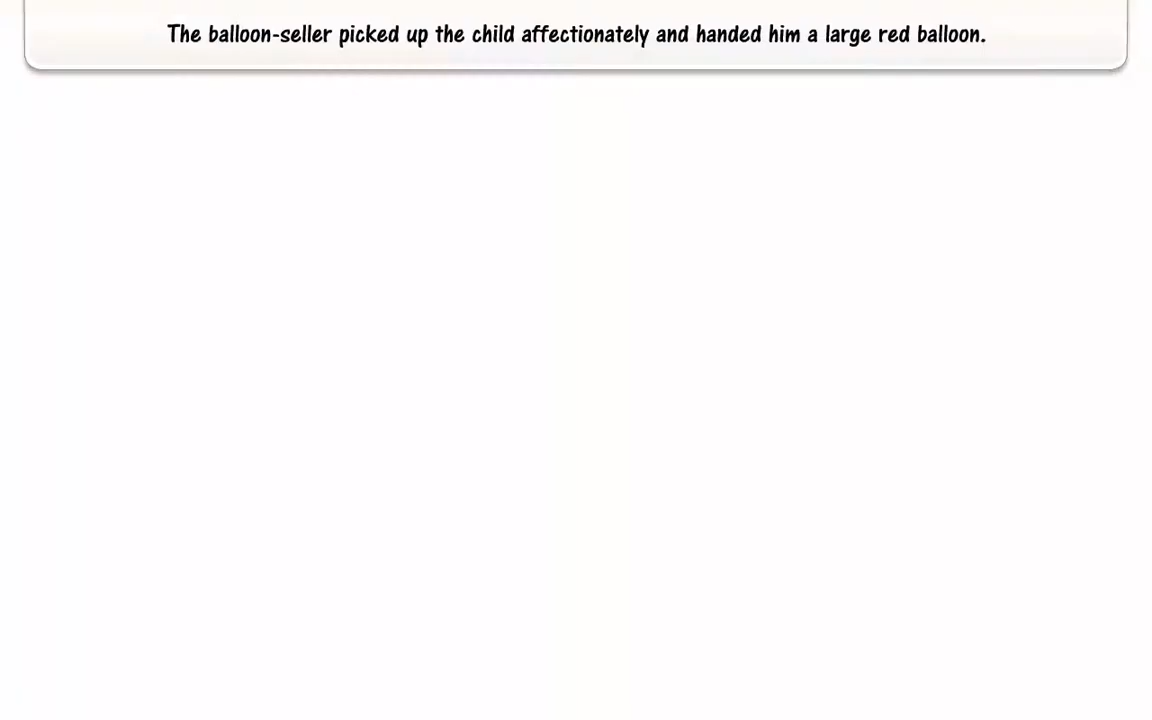 The balloon-seller picked up the child affectionately and handed him a large red balloon.